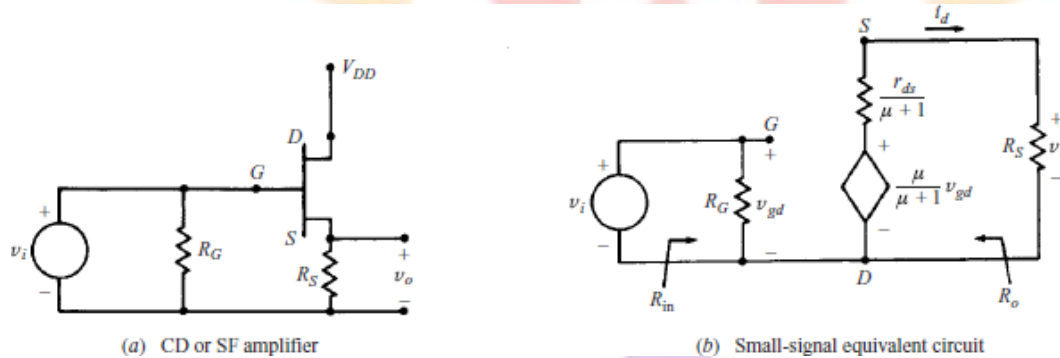 V_DD
D
G
S
+
v_i
−
R_G
R_S
+
v_o
−
(a) CD or SF amplifier
S
i_d
r_ds
μ + 1
G
+
v_i
−
+
R_G
v_gd
−
+
−
μ
μ + 1
v_gd
+
R_S
v
−
D
R_in
R_o
(b) Small-signal equivalent circuit